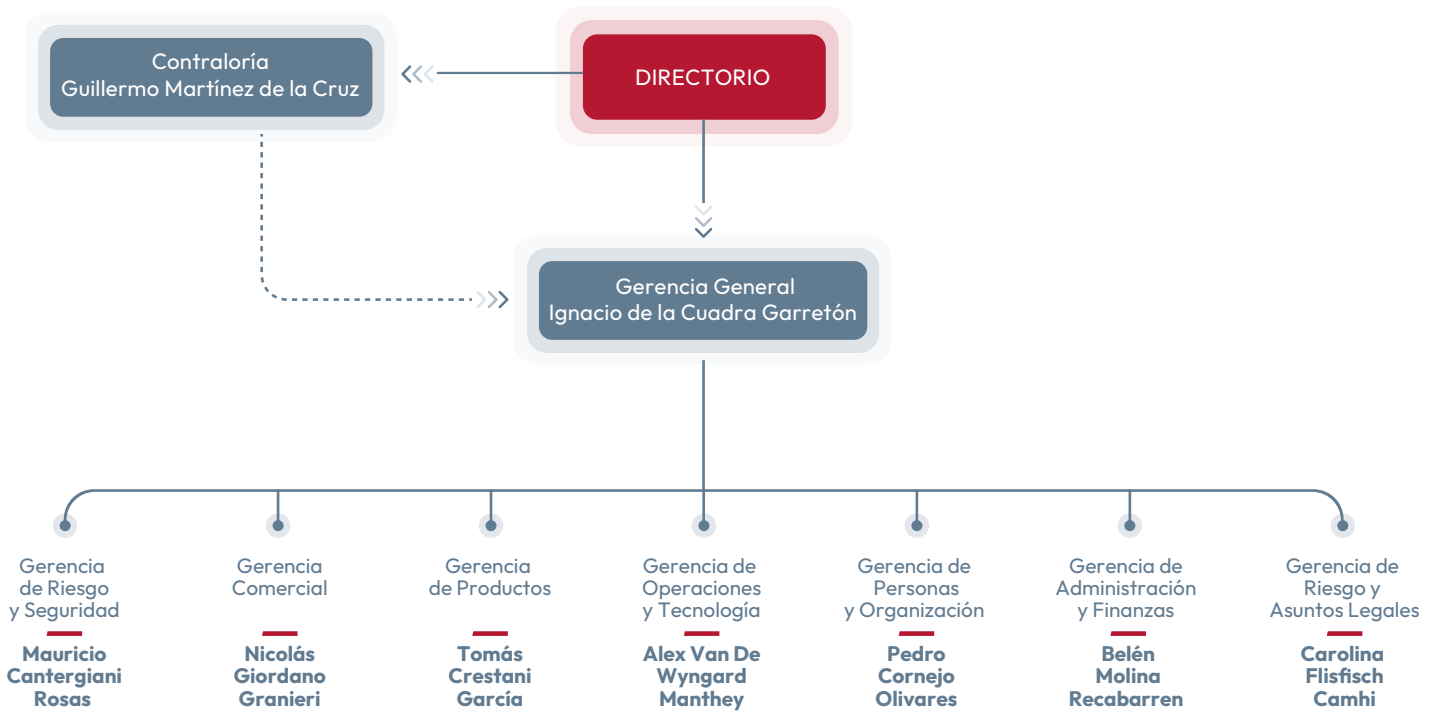 Contraloría
Guillermo Martínez de la Cruz
DIRECTORIO
Gerencia General
Ignacio de la Cuadra Garretón
Gerencia
de Riesgo
y Seguridad
Mauricio
Cantergiani
Rosas
Gerencia
Comercial
Nicolás
Giordano
Granieri
Gerencia
de Productos
Tomás
Crestani
García
Gerencia de
Operaciones
y Tecnología
Alex Van De
Wyngard
Manthey
Gerencia de
Personas
y Organización
Pedro
Cornejo
Olivares
Gerencia de
Administración
y Finanzas
Belén
Molina
Recabarren
Gerencia de
Riesgo y
Asuntos Legales
Carolina
Flisfisch
Camhi